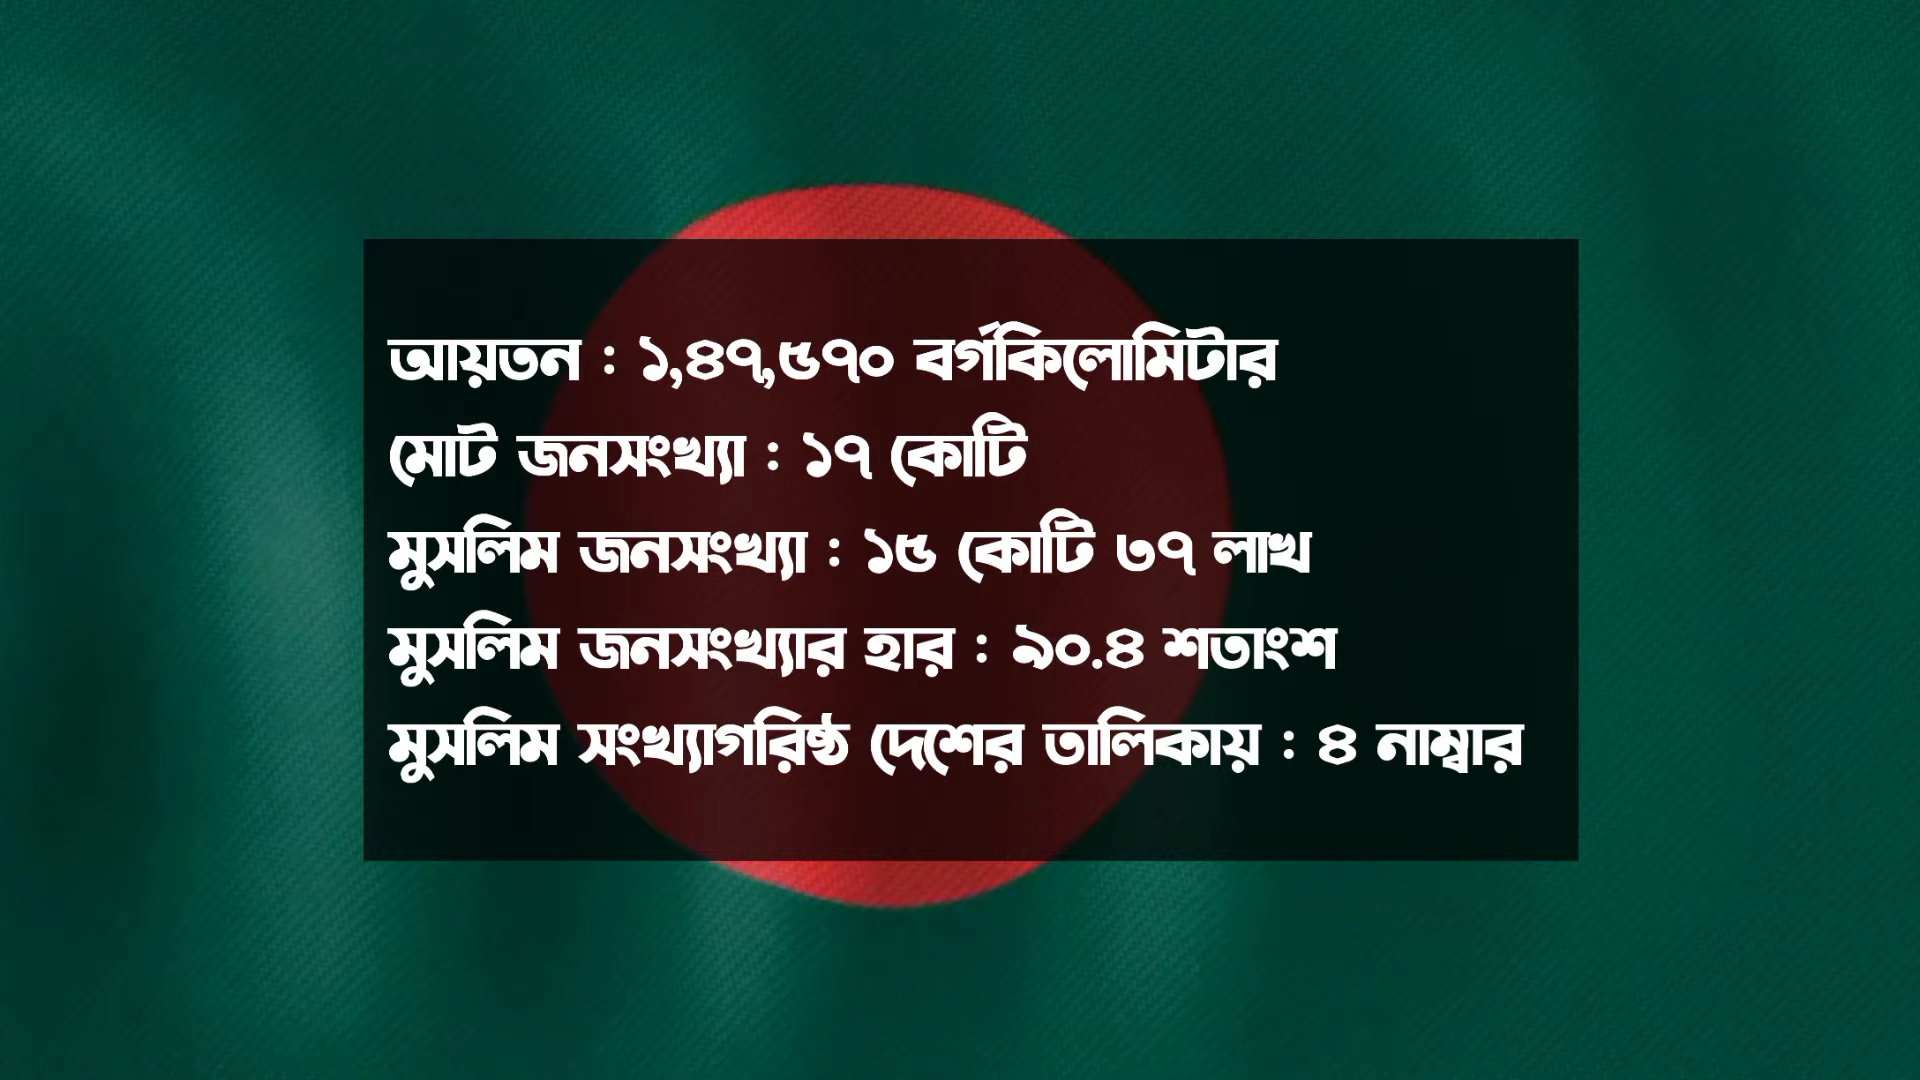 আয়তন : ১,৪৭,৫৭০ বর্গকিলোমিটার
মোট জনসংখ্যা : ১৭ কোটি
মুসলিম জনসংখ্যা : ১৫ কোটি ৩৭ লাখ
মুসলিম জনসংখ্যার হার : ৯০.৪ শতাংশ
মুসলিম সংখ্যাগরিষ্ঠ দেশের তালিকায় : ৪ নাম্বার